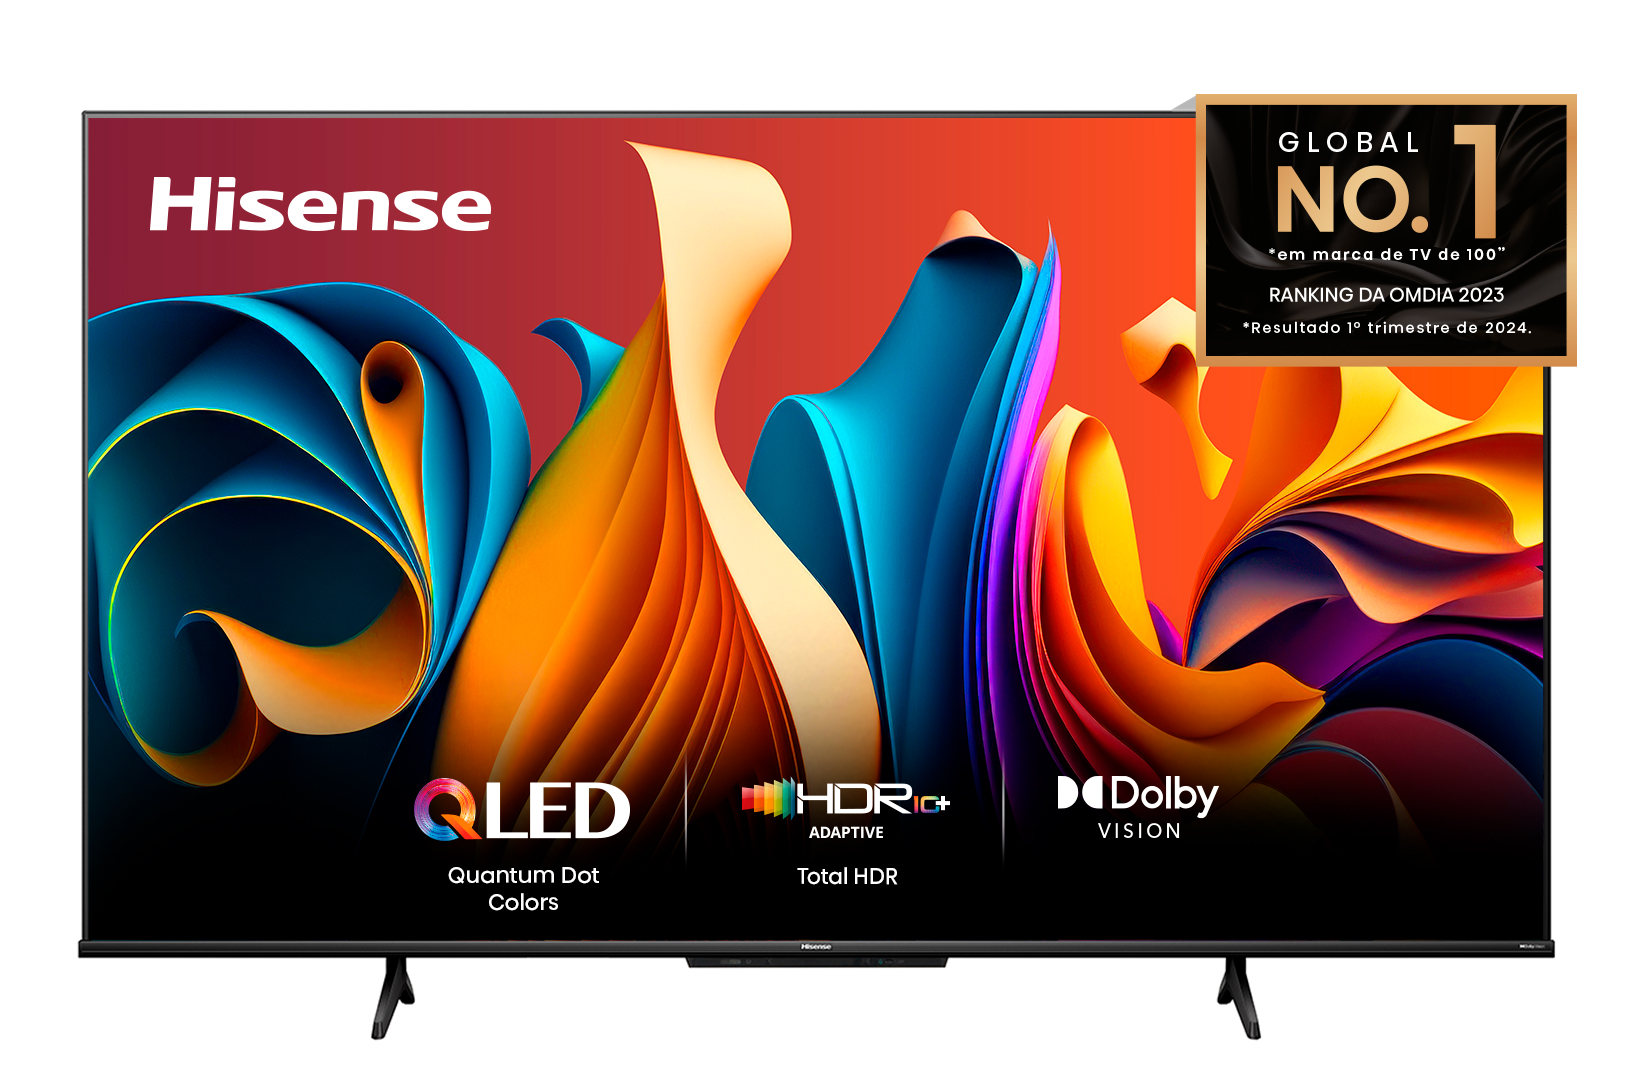 Hisense
GLOBAL
NO. 1
*em marca de TV de 100”
RANKING DA OMDIA 2023
*Resultado 1º trimestre de 2024.
QLED
Quantum Dot
Colors
HDR10+
ADAPTIVE
Total HDR
Dolby
VISION
Hisense